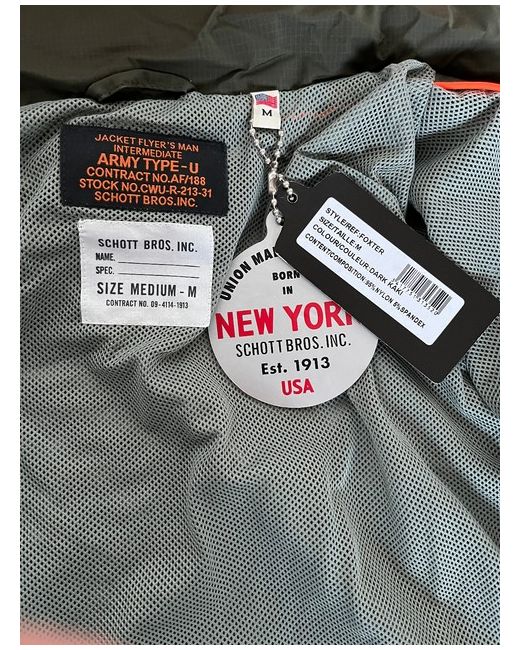 M
JACKET FLYER'S MAN
INTERMEDIATE
ARMY TYPE-U
CONTRACT NO.AF/188
STOCK NO.CWU-R-213-31
SCHOTT BROS.INC
SCHOTT BROS, INC.
NAME.
SPEC.
SIZE MEDIUM - M
CONTRACT NO. 09-4114-1913
UNION MA
BORN
IN
NEW YORK
SCHOTT BROS. INC.
Est. 1913
USA
STYLE/REF:FOXTER
SIZE/TAILLE:M
COLOUR/COULEUR:DARK KAKI
CONTENT/COMPOSITION:95%NYLON 5%SPANDEX